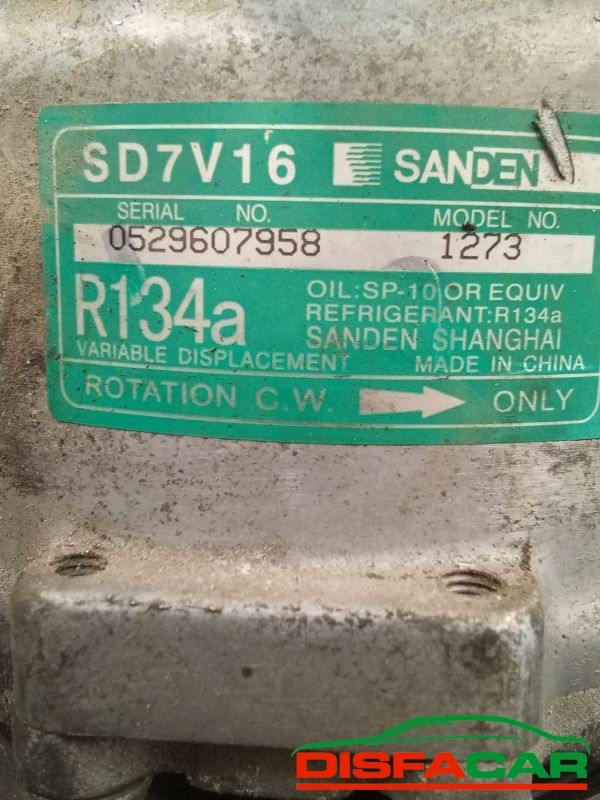 SD7V16 SANDEN
SERIAL NO. MODEL NO.
0529607958 1273
R134a
OIL:SP-10 OR EQUIV
REFRIGERANT:R134a
SANDEN SHANGHAI
VARIABLE DISPLACEMENT MADE IN CHINA
ROTATION C.W. ONLY
DISFACAR